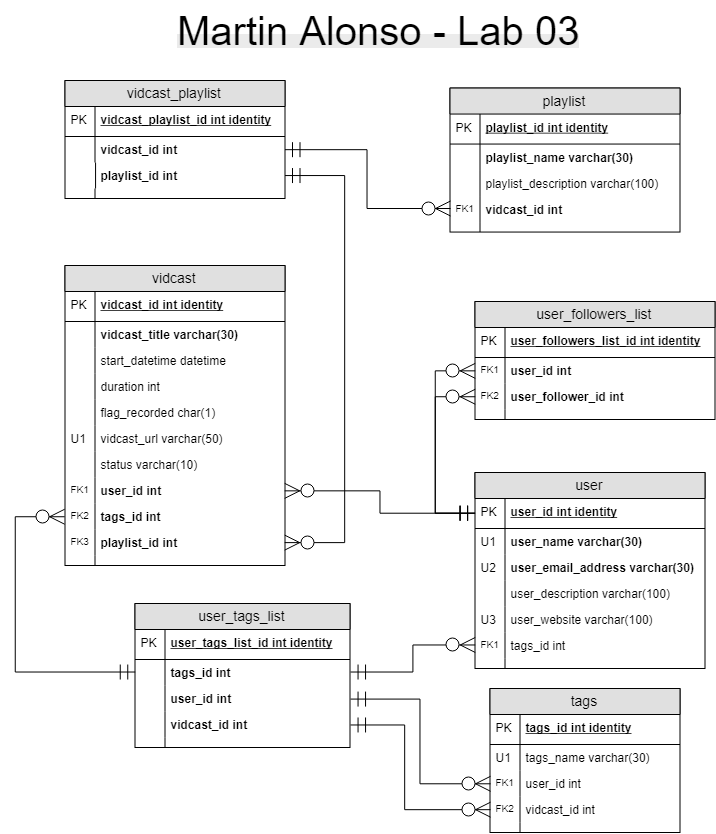 Martin Alonso - Lab 03
vidcast_playlist
PK vidcast_playlist_id int identity
vidcast_id int
playlist_id int
playlist
PK playlist_id int identity
playlist_name varchar(30)
playlist_description varchar(100)
FK1 vidcast_id int
vidcast
PK vidcast_id int identity
vidcast_title varchar(30)
start_datetime datetime
duration int
flag_recorded char(1)
U1 vidcast_url varchar(50)
status varchar(10)
FK1 user_id int
FK2 tags_id int
FK3 playlist_id int
user_followers_list
PK user_followers_list_id int identity
FK1 user_id int
FK2 user_follower_id int
user
PK user_id int identity
U1 user_name varchar(30)
U2 user_email_address varchar(30)
user_description varchar(100)
U3 user_website varchar(100)
FK1 tags_id int
user_tags_list
PK user_tags_list_id int identity
tags_id int
user_id int
vidcast_id int
tags
PK tags_id int identity
U1 tags_name varchar(30)
FK1 user_id int
FK2 vidcast_id int